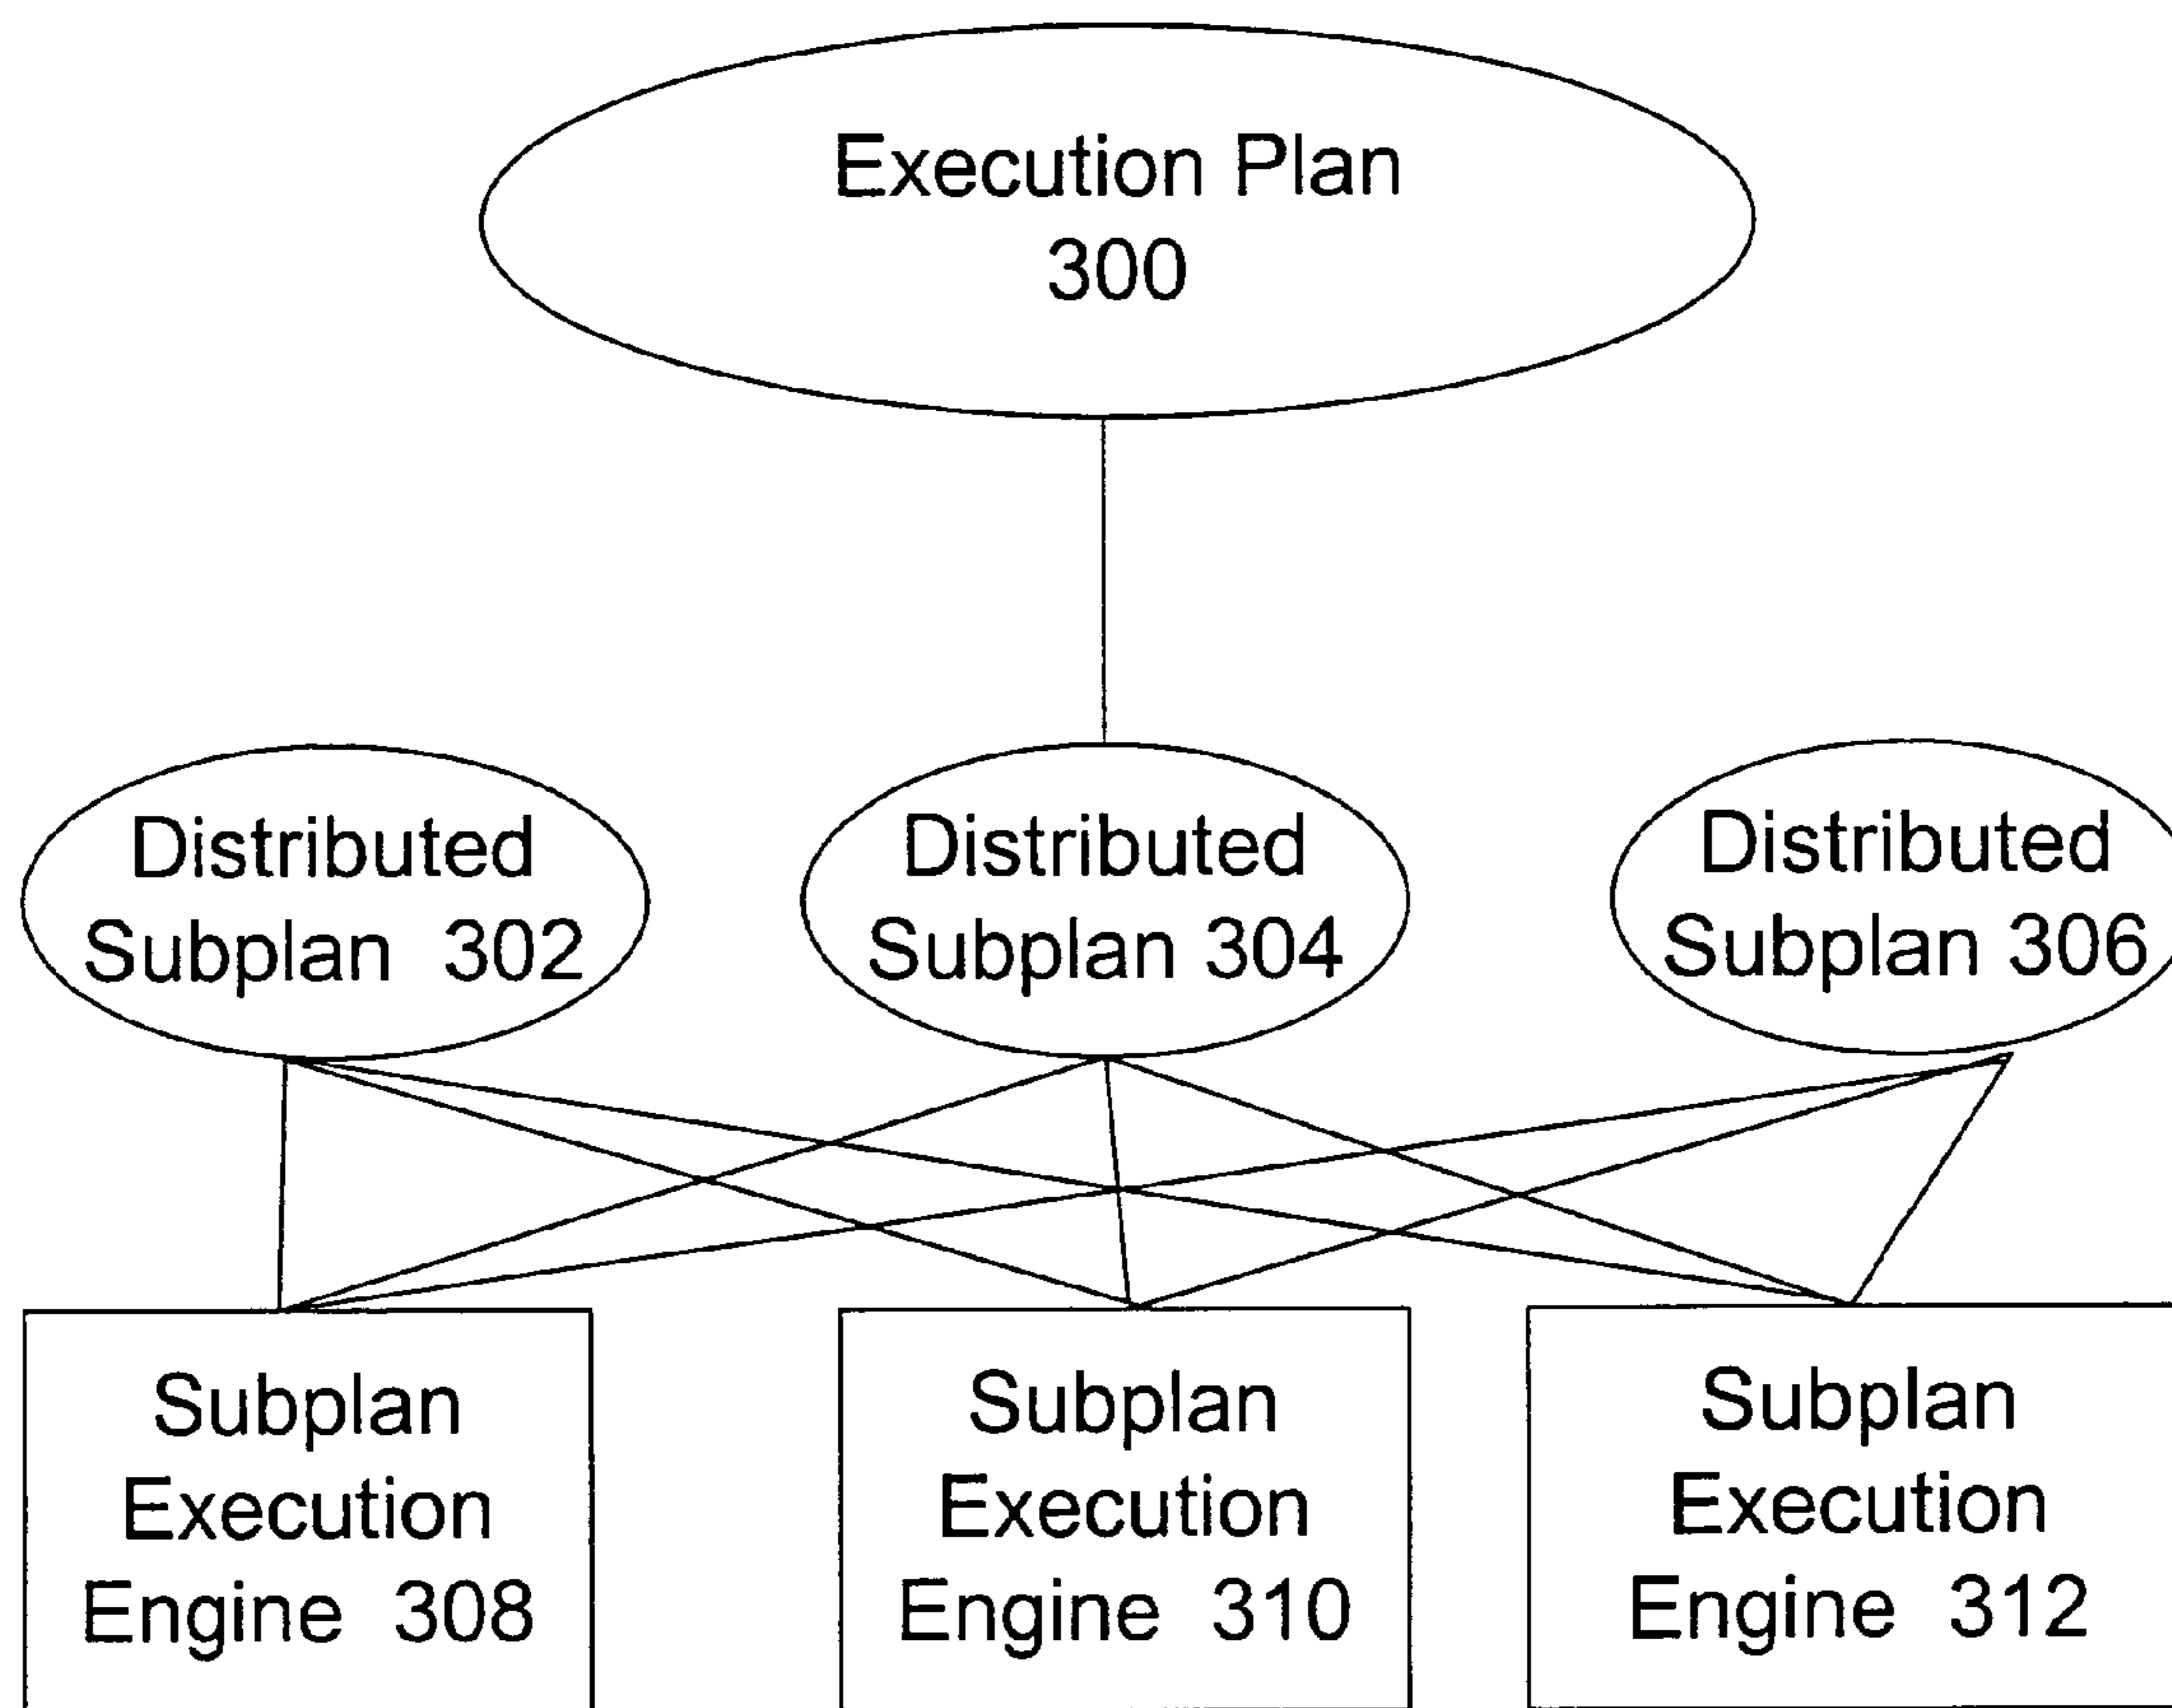 Execution Plan
300
Distributed
Subplan 302
Distributed
Subplan 304
Distributed
Subplan 306
Subplan
Execution
Engine 308
Subplan
Execution
Engine 310
Subplan
Execution
Engine 312